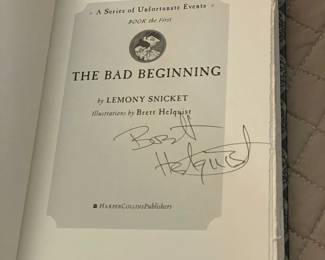 A Series of Unfortunate Events
BOOK the First
THE BAD BEGINNING
by LEMONY SNICKET
Illustrations by Brett Helquist
Brett
Helquist
HARPERCOLLINSPublishers